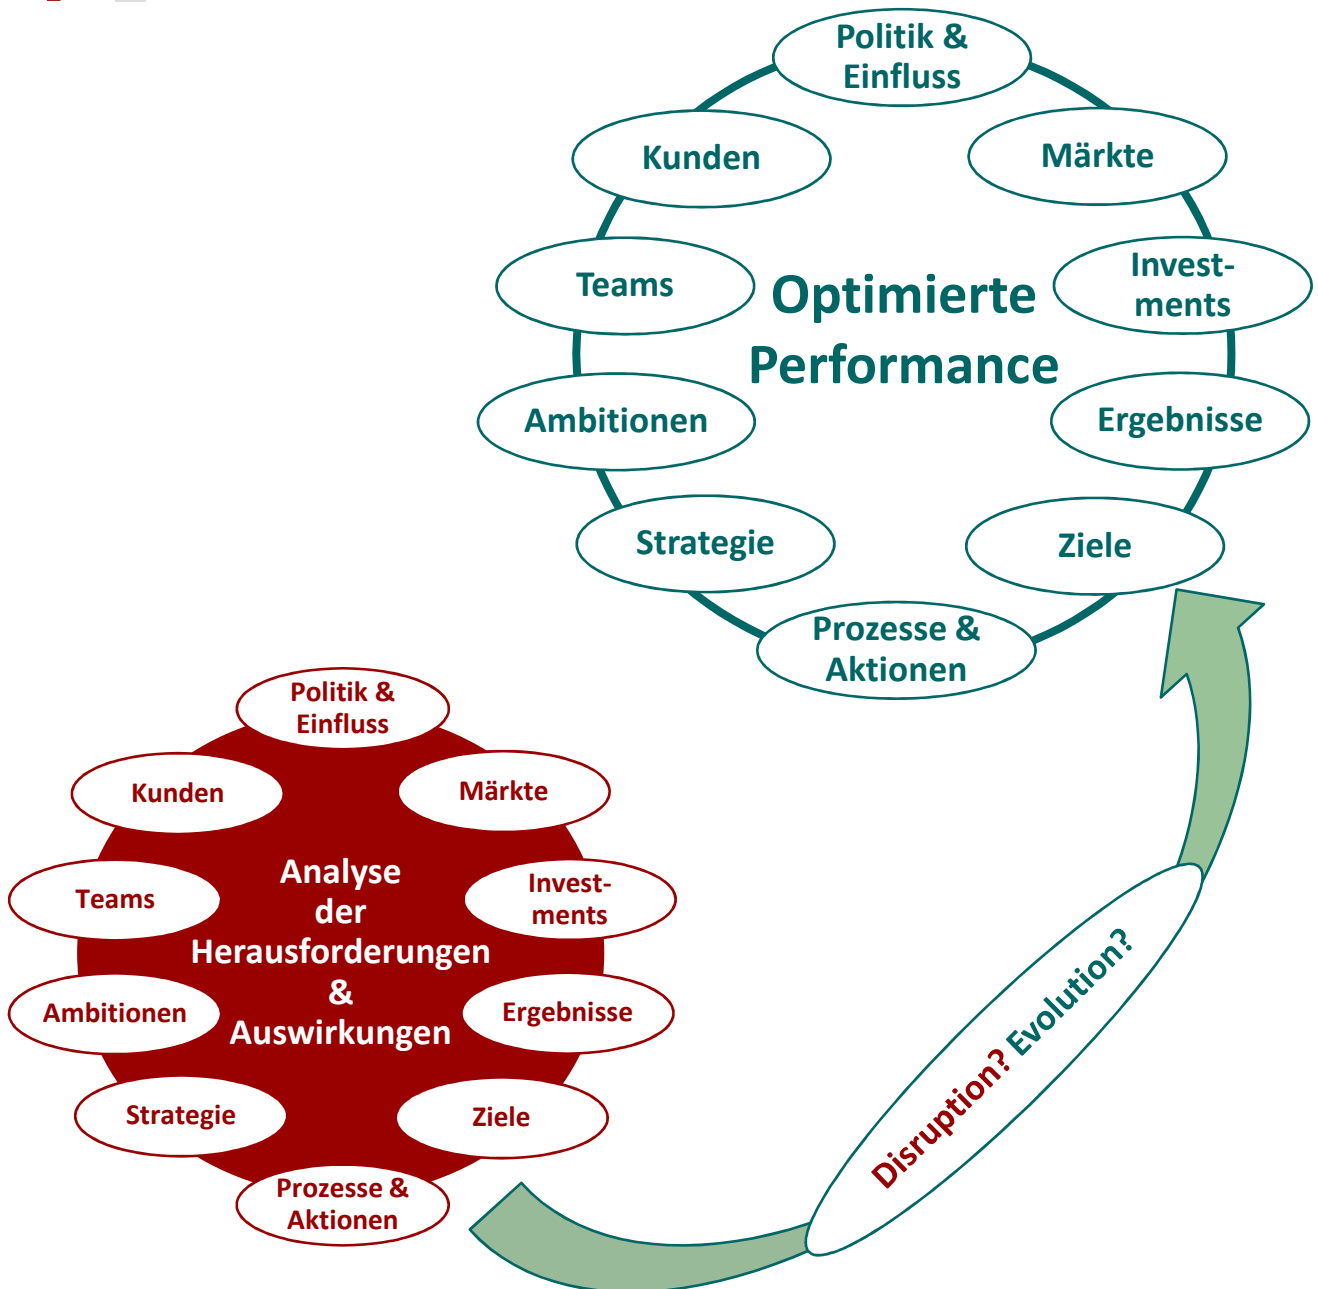 Politik &
Einfluss
Kunden
Märkte
Teams
Invest-
ments
Optimierte
Performance
Ambitionen
Ergebnisse
Strategie
Ziele
Prozesse &
Aktionen
Politik &
Einfluss
Kunden
Märkte
Analyse
der
Herausforderungen
&
Auswirkungen
Teams
Invest-
ments
Ambitionen
Ergebnisse
Strategie
Ziele
Prozesse &
Aktionen
Disruption? Evolution?